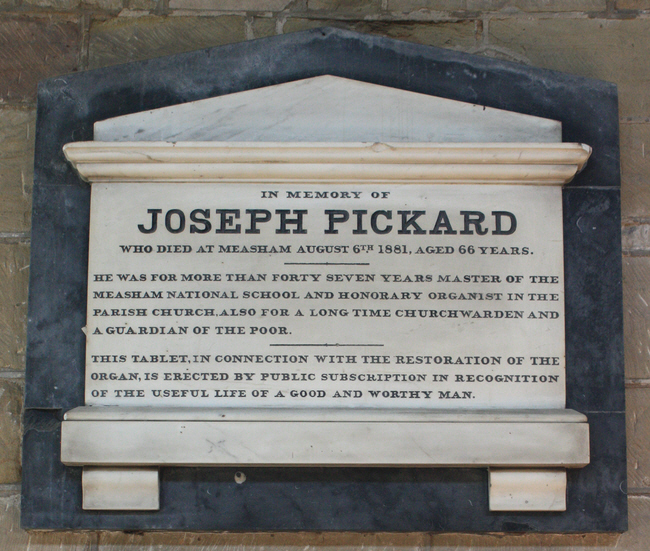 IN MEMORY OF
JOSEPH PICKARD
WHO DIED AT MEASHAM AUGUST 6TH 1881, AGED 66 YEARS.
HE WAS FOR MORE THAN FORTY SEVEN YEARS MASTER OF THE
MEASHAM NATIONAL SCHOOL AND HONORARY ORGANIST IN THE
PARISH CHURCH, ALSO FOR A LONG TIME CHURCHWARDEN AND
A GUARDIAN OF THE POOR.
THIS TABLET, IN CONNECTION WITH THE RESTORATION OF THE
ORGAN, IS ERECTED BY PUBLIC SUBSCRIPTION IN RECOGNITION
OF THE USEFUL LIFE OF A GOOD AND WORTHY MAN.